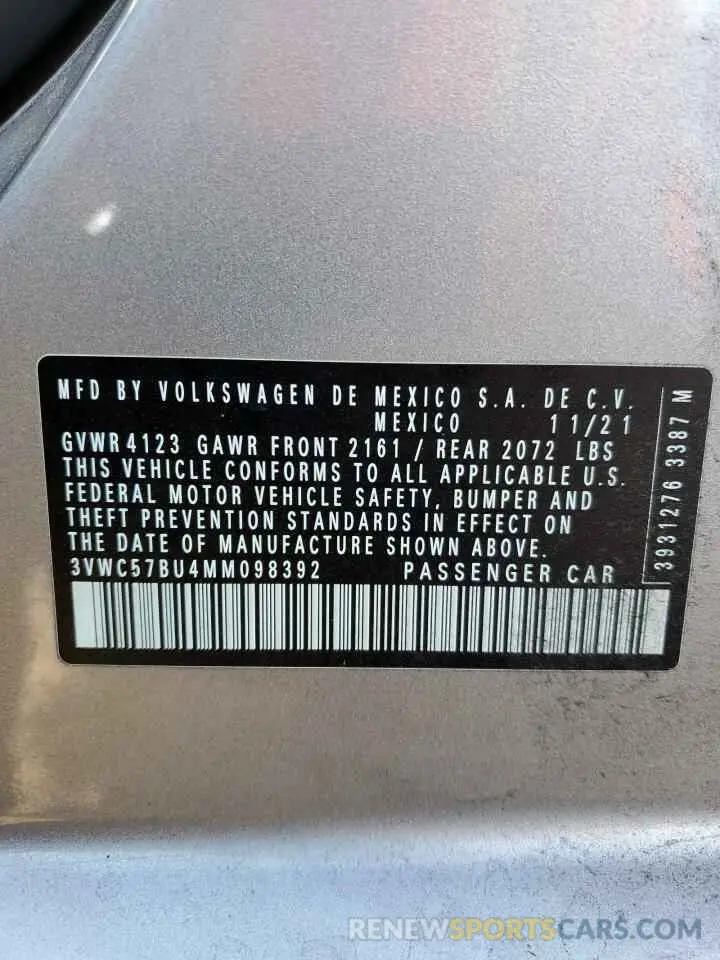 MFD BY VOLKSWAGEN DE MEXICO S.A. DE C.V.
MEXICO 11/21
GVWR 4123 GAWR FRONT 2161 / REAR 2072 LBS
THIS VEHICLE CONFORMS TO ALL APPLICABLE U.S.
FEDERAL MOTOR VEHICLE SAFETY, BUMPER AND
THEFT PREVENTION STANDARDS IN EFFECT ON
THE DATE OF MANUFACTURE SHOWN ABOVE.
3VWC57BU4MM098392 PASSENGER CAR
3931276 3387 M
RENEWSPORTSCARS.COM